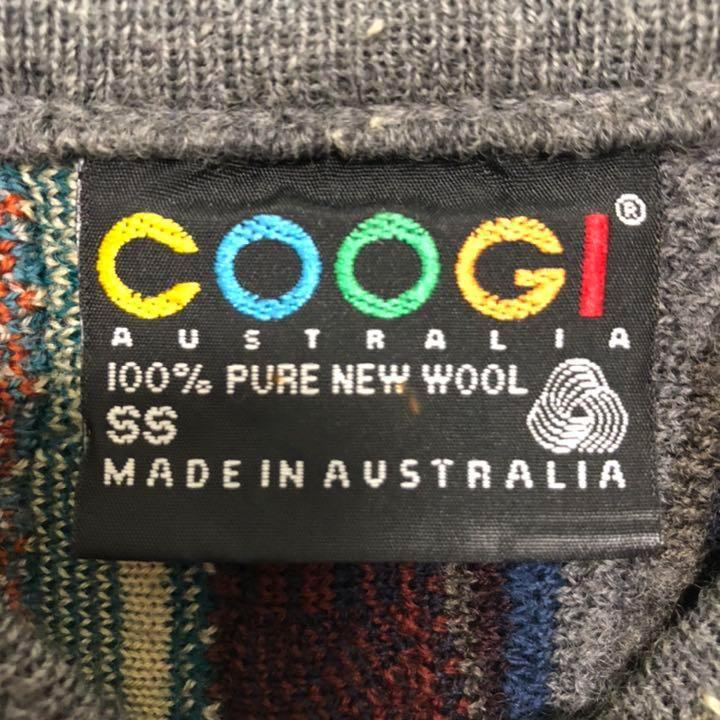 COOGI®
AUSTRALIA
100% PURE NEW WOOL
SS
MADE IN AUSTRALIA